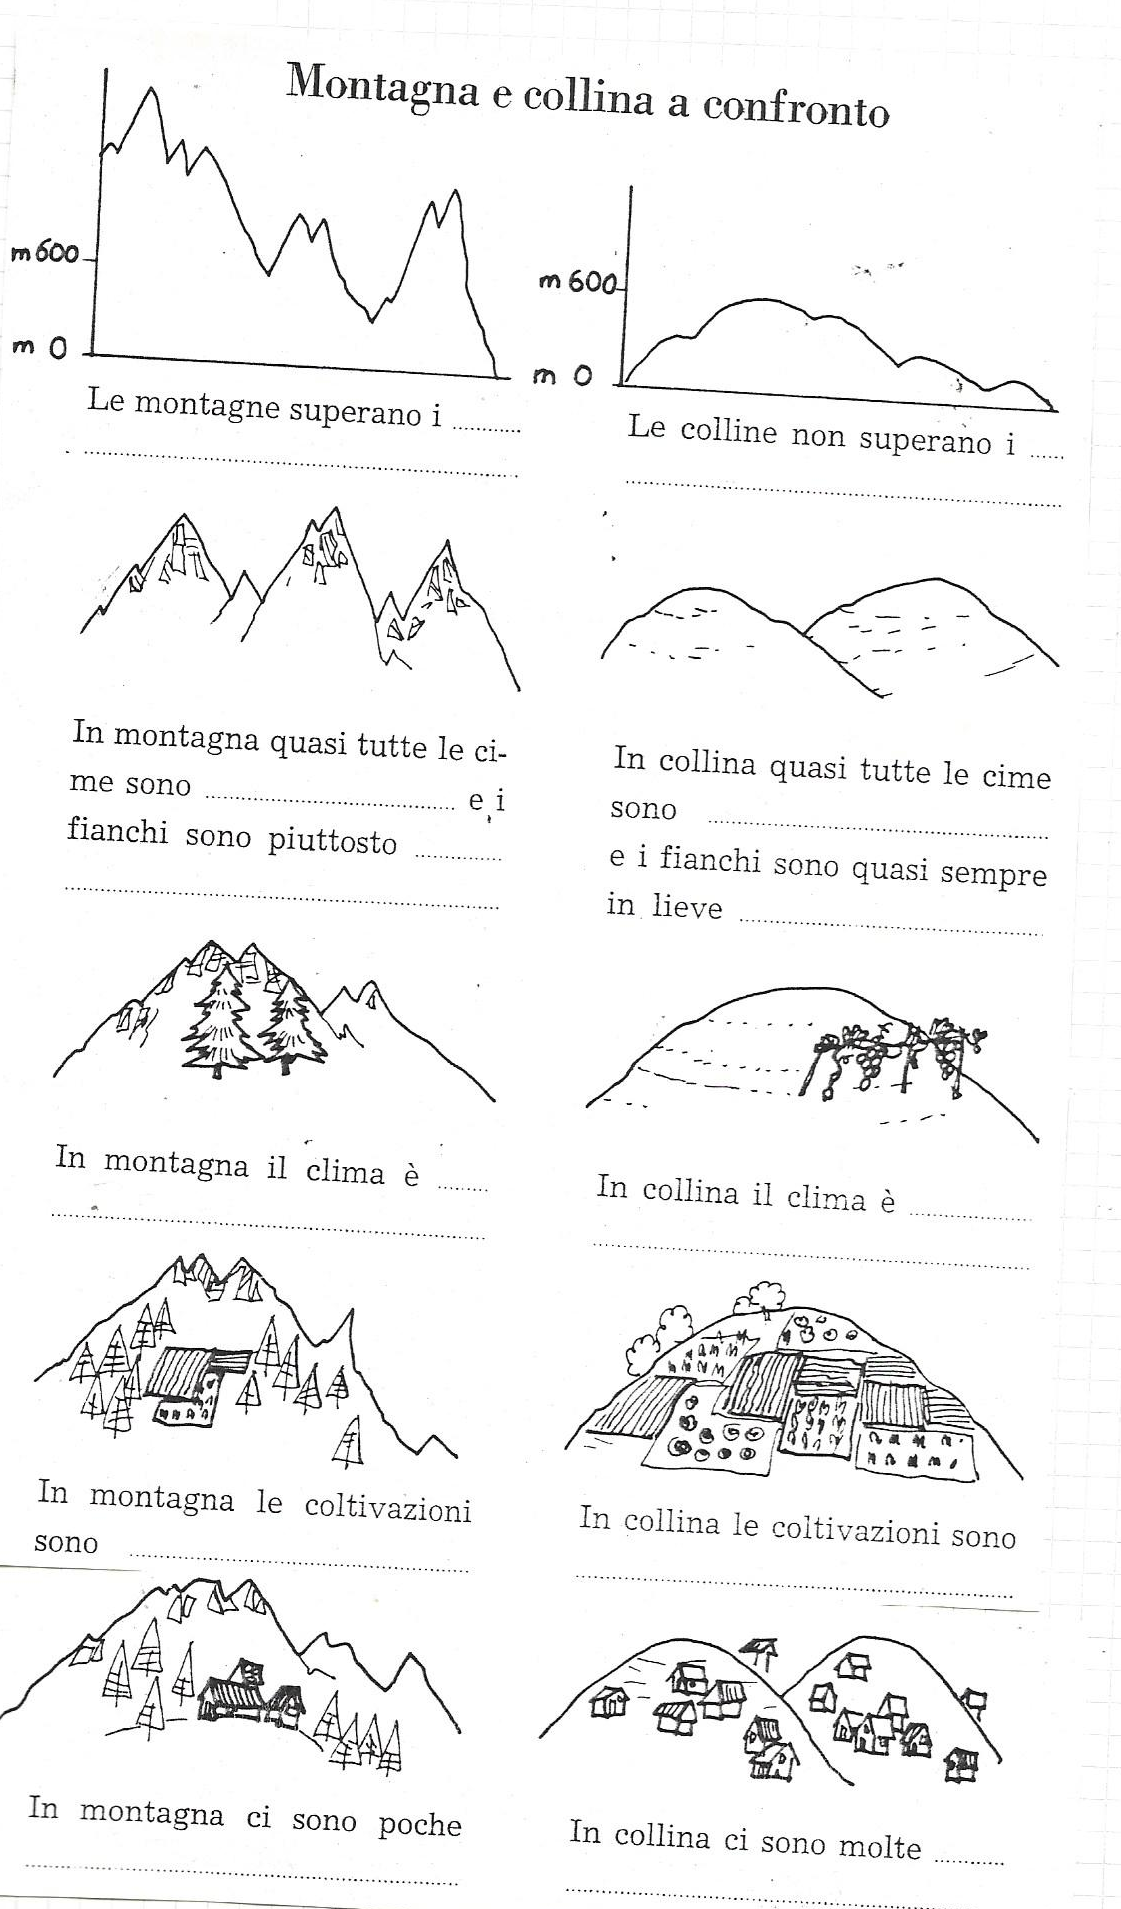 Montagna e collina a confronto
m 600
m 0
Le montagne superano i ..........
..........
m 600
m 0
Le colline non superano i .....
..........
In montagna quasi tutte le ci-
me sono .......... e i
fianchi sono piuttosto ..........
..........
In collina quasi tutte le cime
sono ..........
e i fianchi sono quasi sempre
in lieve ..........
In montagna il clima è ..........
..........
In collina il clima è ..........
..........
In montagna le coltivazioni
sono ..........
In collina le coltivazioni sono
..........
In montagna ci sono poche
..........
In collina ci sono molte ..........
..........